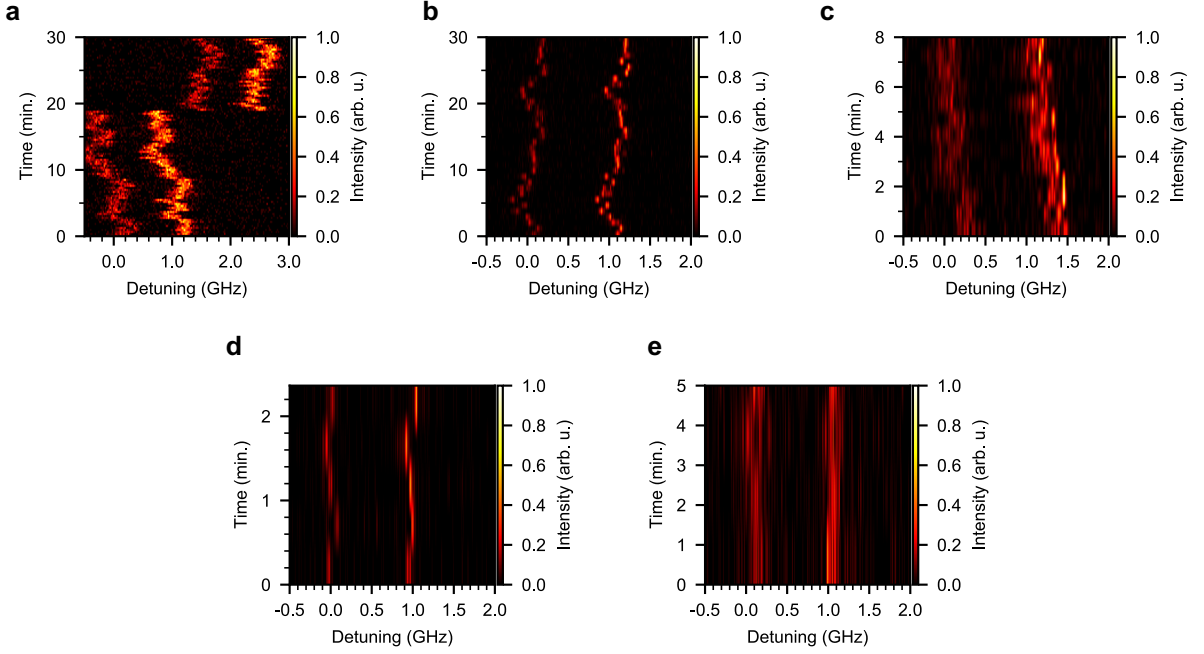 a
30
20
10
0
Time (min.)
0.0 1.0 2.0 3.0
Detuning (GHz)
1.0
0.8
0.6
0.4
0.2
0.0
Intensity (arb. u.)
b
30
20
10
0
Time (min.)
-0.5 0.0 0.5 1.0 1.5 2.0
Detuning (GHz)
1.0
0.8
0.6
0.4
0.2
0.0
Intensity (arb. u.)
c
8
6
4
2
0
Time (min.)
-0.5 0.0 0.5 1.0 1.5 2.0
Detuning (GHz)
1.0
0.8
0.6
0.4
0.2
0.0
Intensity (arb. u.)
d
2
1
0
Time (min.)
-0.5 0.0 0.5 1.0 1.5 2.0
Detuning (GHz)
1.0
0.8
0.6
0.4
0.2
0.0
Intensity (arb. u.)
e
5
4
3
2
1
0
Time (min.)
-0.5 0.0 0.5 1.0 1.5 2.0
Detuning (GHz)
1.0
0.8
0.6
0.4
0.2
0.0
Intensity (arb. u.)